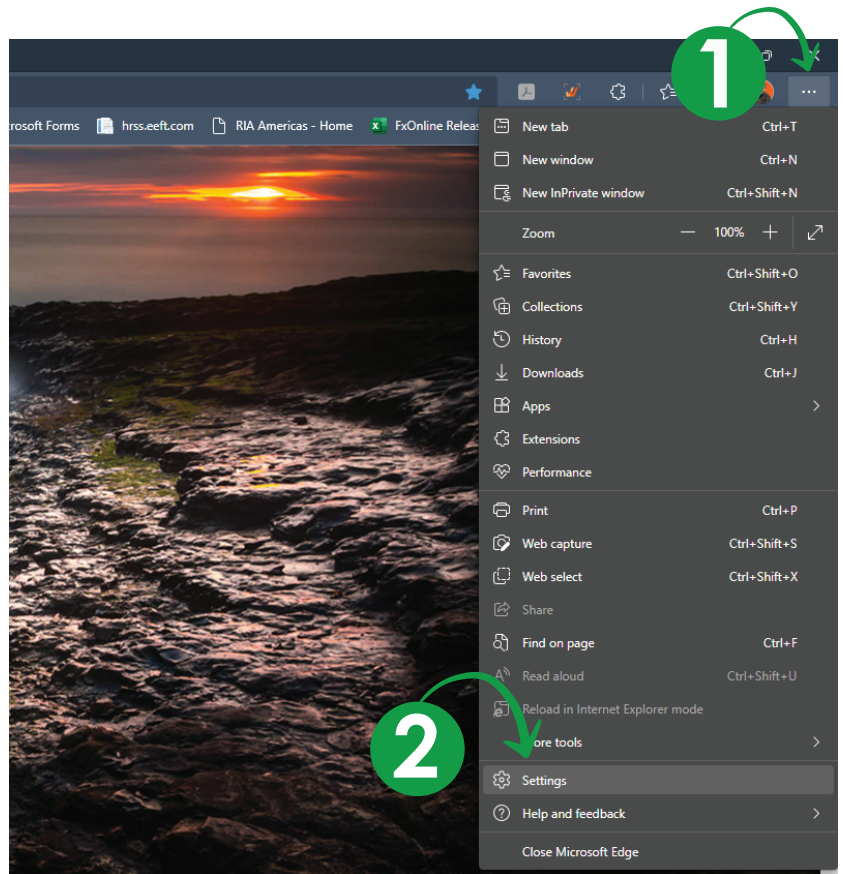 1
rosoft Forms hrss.eeft.com RIA Americas - Home FxOnline Releas
New tab Ctrl+T
New window Ctrl+N
New InPrivate window Ctrl+Shift+N
Zoom — 100% +
Favorites Ctrl+Shift+O
Collections Ctrl+Shift+Y
History Ctrl+H
Downloads Ctrl+J
Apps
Extensions
Performance
Print Ctrl+P
Web capture Ctrl+Shift+S
Web select Ctrl+Shift+X
Share
Find on page Ctrl+F
Read aloud Ctrl+Shift+U
Reload in Internet Explorer mode
2
ore tools
Settings
Help and feedback
Close Microsoft Edge